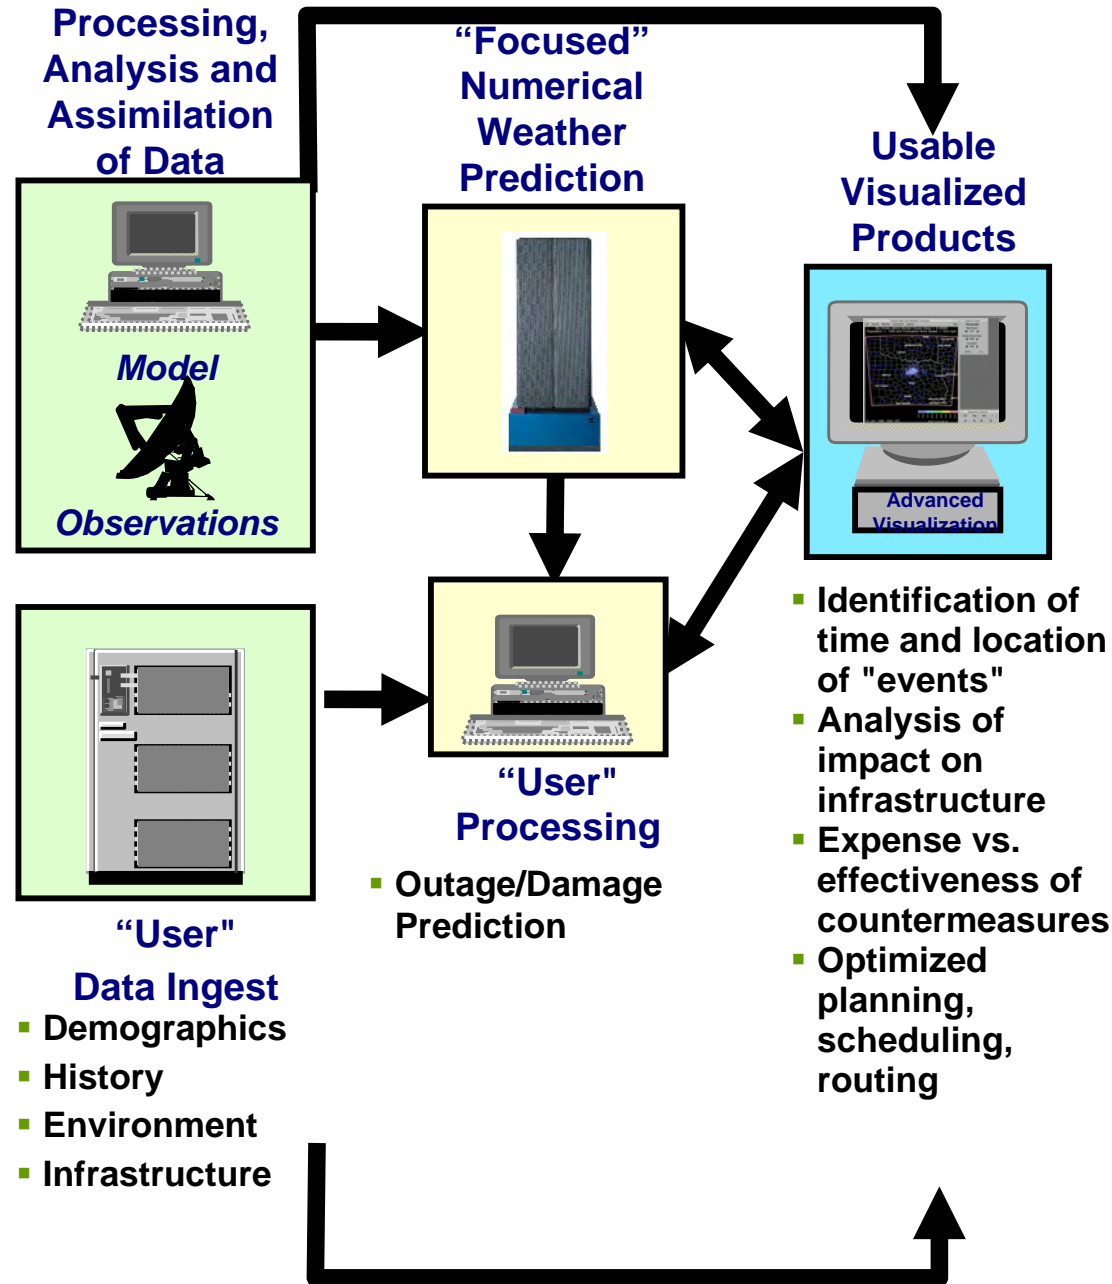 Processing,
Analysis and
Assimilation
of Data
Model
Observations
“Focused”
Numerical
Weather
Prediction
Usable
Visualized
Products
Advanced
Visualization
“User"
Data Ingest
▪ Demographics
▪ History
▪ Environment
▪ Infrastructure
“User"
Processing
▪ Outage/Damage
Prediction
▪ Identification of
time and location
of "events"
▪ Analysis of
impact on
infrastructure
▪ Expense vs.
effectiveness of
countermeasures
▪ Optimized
planning,
scheduling,
routing